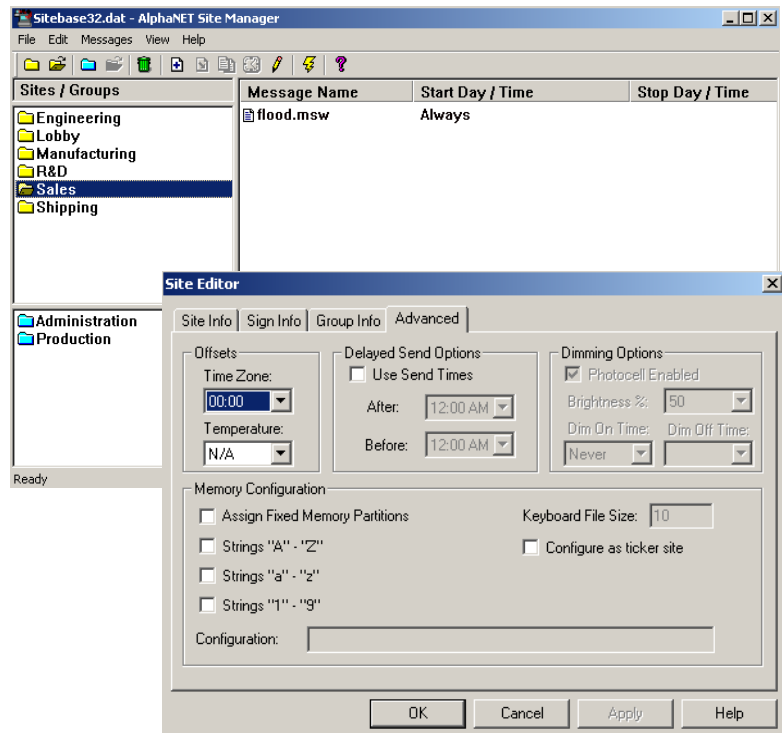 Sitebase32.dat - AlphaNET Site Manager
File Edit Messages View Help
Sites / Groups
Message Name Start Day / Time Stop Day / Time
Engineering
flood.msw Always
Lobby
Manufacturing
R&D
Sales
Shipping
Administration
Production
Ready
Site Editor
Site Info Sign Info Group Info Advanced
Offsets
Time Zone:
00:00
Temperature:
N/A
Delayed Send Options
Use Send Times
After: 12:00 AM
Before: 12:00 AM
Dimming Options
Photocell Enabled
Brightness %: 50
Dim On Time: Dim Off Time:
Never
Memory Configuration
Assign Fixed Memory Partitions
Keyboard File Size: 10
Strings "A" - "Z"
Configure as ticker site
Strings "a" - "z"
Strings "1" - "9"
Configuration:
OK Cancel Apply Help